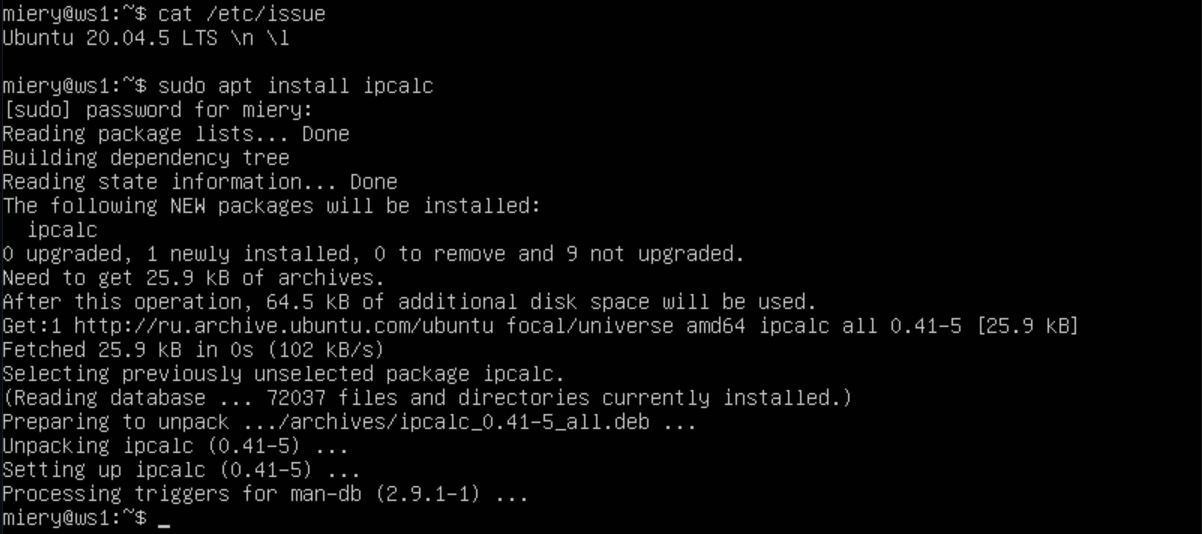 miery@ws1:~$ cat /etc/issue
Ubuntu 20.04.5 LTS \n \l
miery@ws1:~$ sudo apt install ipcalc
[sudo] password for miery:
Reading package lists... Done
Building dependency tree
Reading state information... Done
The following NEW packages will be installed:
  ipcalc
0 upgraded, 1 newly installed, 0 to remove and 9 not upgraded.
Need to get 25.9 kB of archives.
After this operation, 64.5 kB of additional disk space will be used.
Get:1 http://ru.archive.ubuntu.com/ubuntu focal/universe amd64 ipcalc all 0.41-5 [25.9 kB]
Fetched 25.9 kB in 0s (102 kB/s)
Selecting previously unselected package ipcalc.
(Reading database ... 72037 files and directories currently installed.)
Preparing to unpack .../archives/ipcalc_0.41-5_all.deb ...
Unpacking ipcalc (0.41-5) ...
Setting up ipcalc (0.41-5) ...
Processing triggers for man-db (2.9.1-1) ...
miery@ws1:~$ _